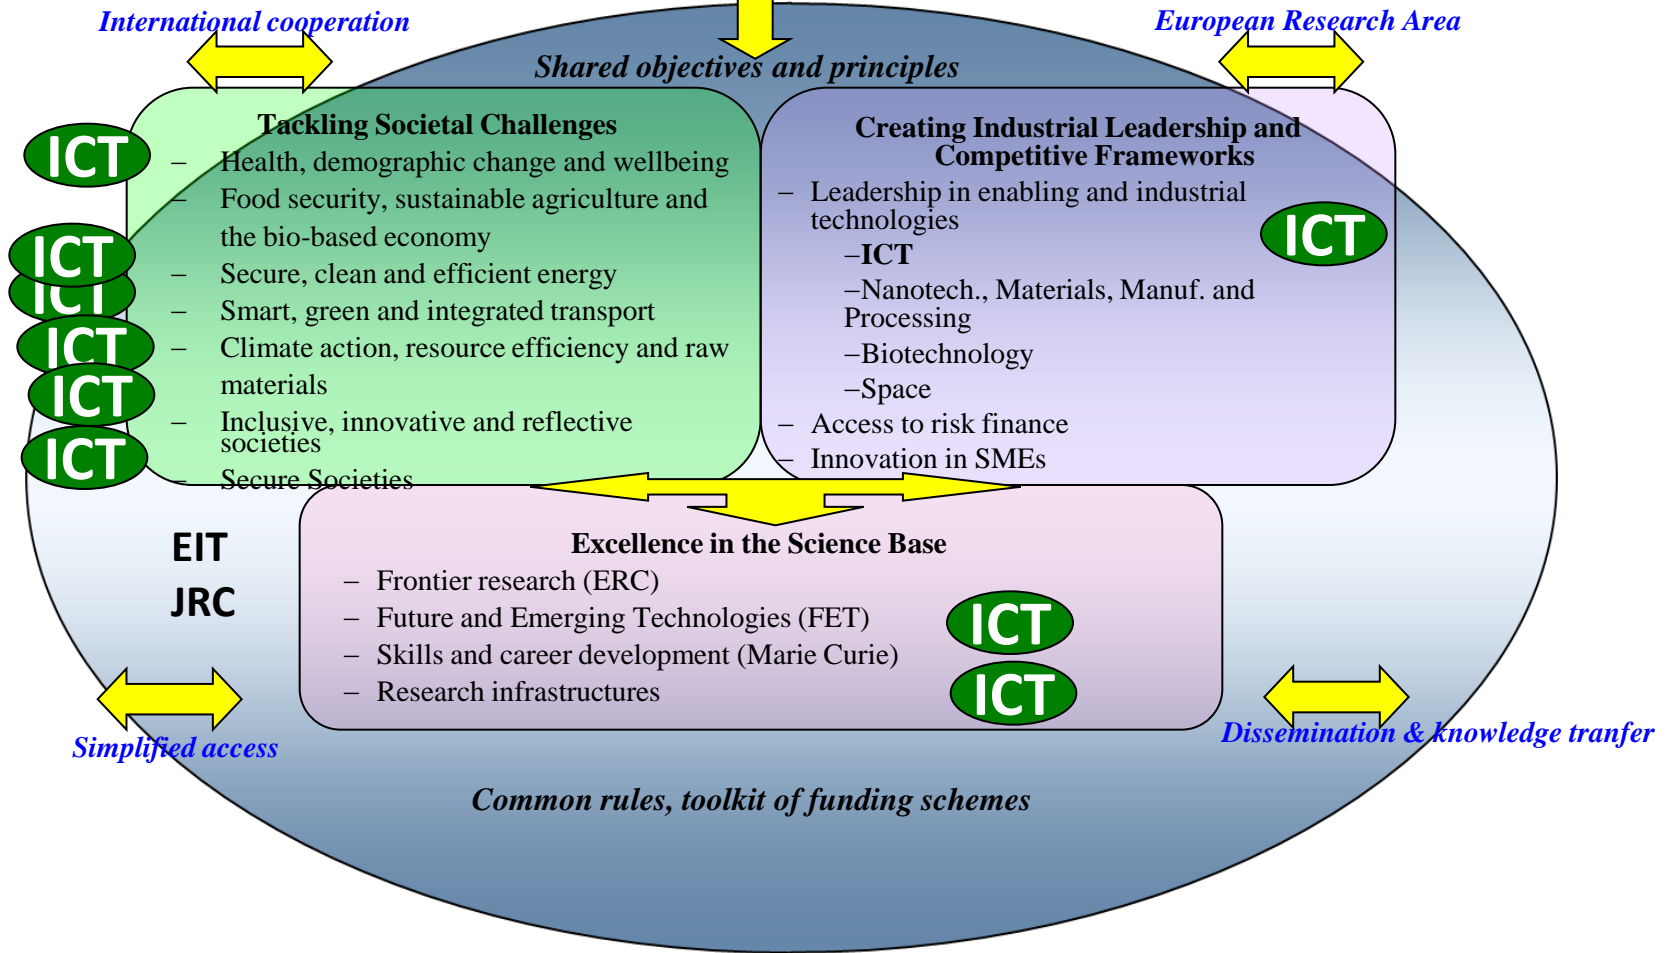 International cooperation
European Research Area
Shared objectives and principles
Tackling Societal Challenges
– Health, demographic change and wellbeing
– Food security, sustainable agriculture and
the bio-based economy
– Secure, clean and efficient energy
– Smart, green and integrated transport
– Climate action, resource efficiency and raw
materials
– Inclusive, innovative and reflective
societies
– Secure Societies
ICT
ICT
ICT
ICT
ICT
ICT
Creating Industrial Leadership and
Competitive Frameworks
– Leadership in enabling and industrial
technologies
–ICT
–Nanotech., Materials, Manuf. and
Processing
–Biotechnology
–Space
– Access to risk finance
– Innovation in SMEs
ICT
EIT
JRC
Excellence in the Science Base
– Frontier research (ERC)
– Future and Emerging Technologies (FET)
– Skills and career development (Marie Curie)
– Research infrastructures
ICT
ICT
Simplified access
Dissemination & knowledge tranfer
Common rules, toolkit of funding schemes